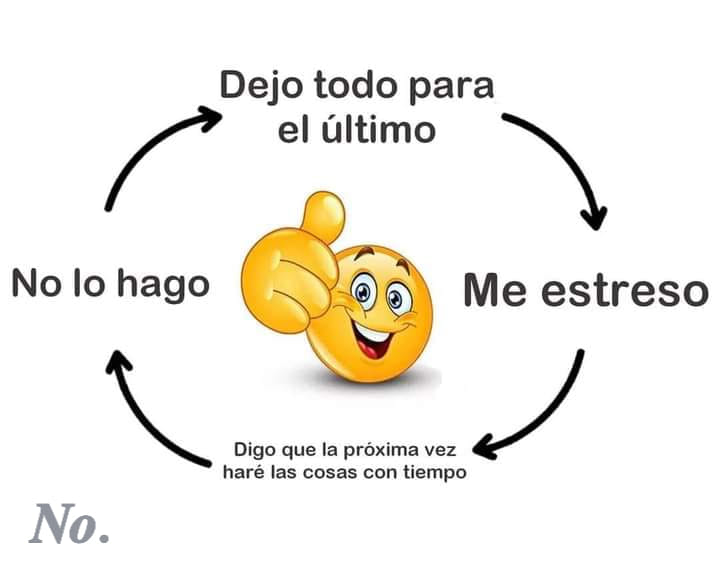 Dejo todo para
el último
Me estreso
Digo que la próxima vez
haré las cosas con tiempo
No lo hago
No.